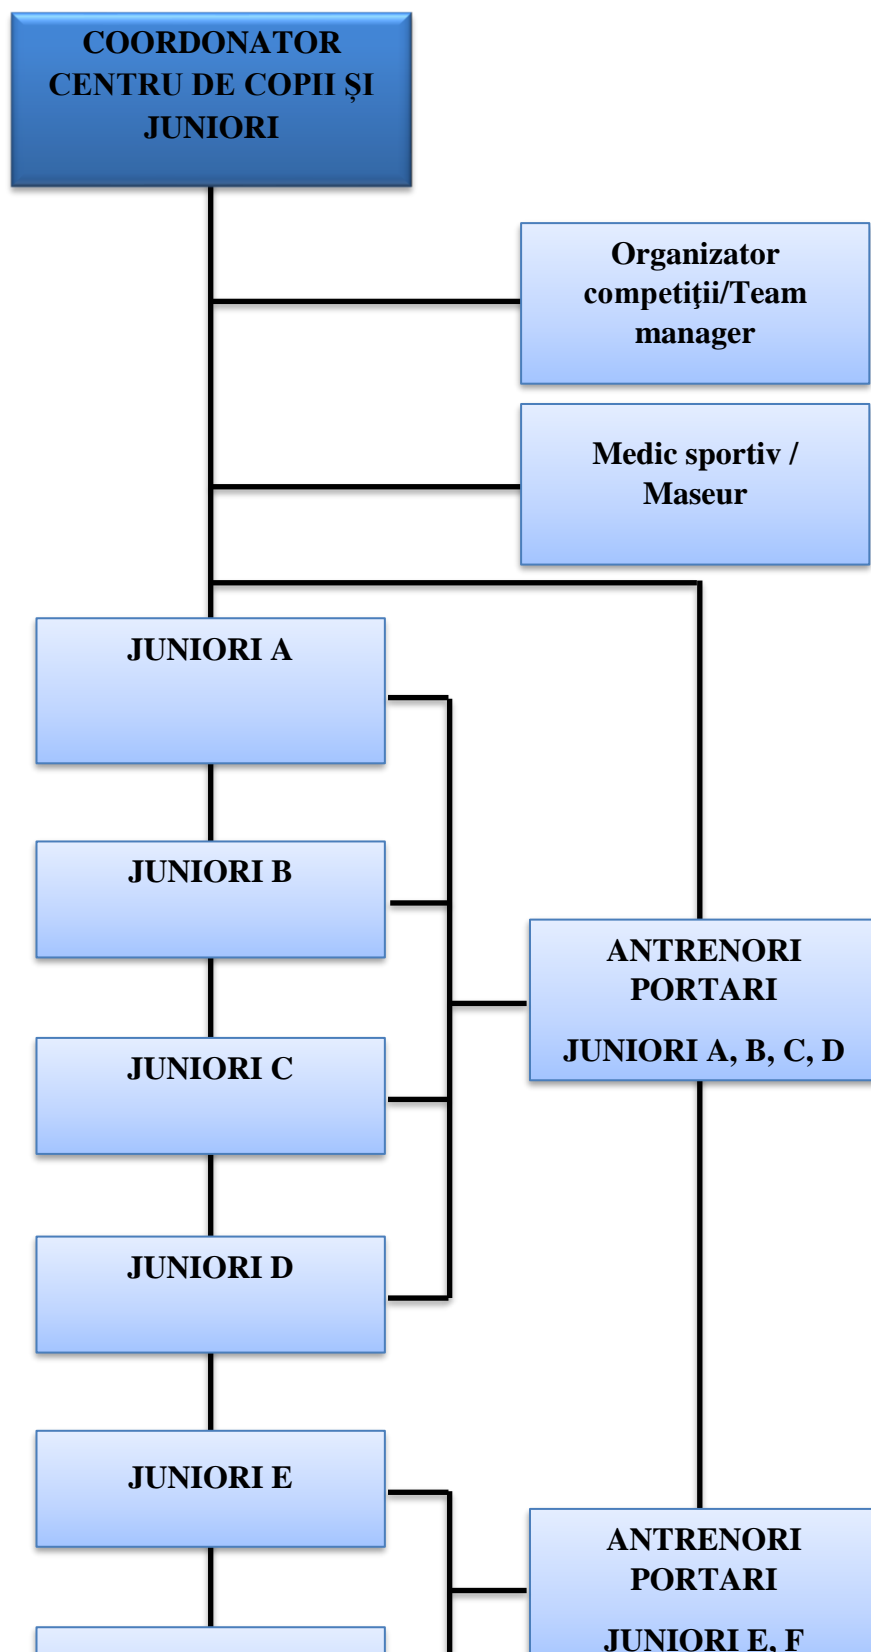 COORDONATOR
CENTRU DE COPII ȘI
JUNIORI
Organizator
competiţii/Team
manager
Medic sportiv /
Maseur
JUNIORI A
JUNIORI B
JUNIORI C
JUNIORI D
ANTRENORI
PORTARI
JUNIORI A, B, C, D
JUNIORI E
ANTRENORI
PORTARI
JUNIORI E, F